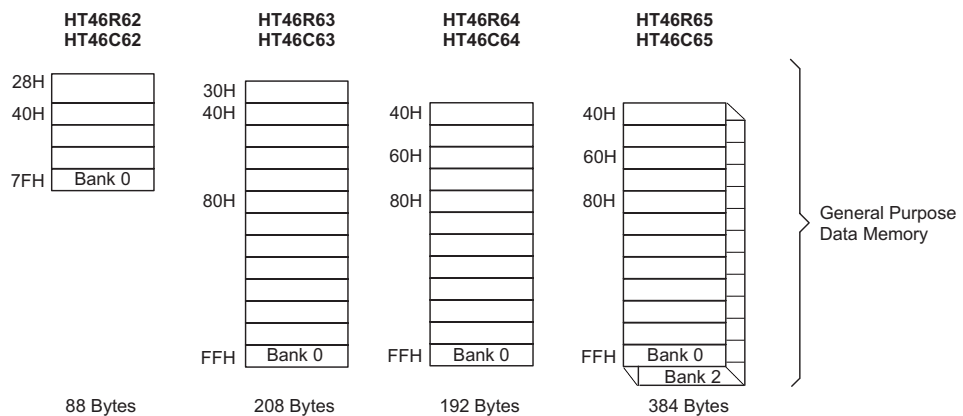 HT46R62
HT46C62
HT46R63
HT46C63
HT46R64
HT46C64
HT46R65
HT46C65
28H
40H
7FH
Bank 0
30H
40H
80H
FFH
Bank 0
40H
60H
80H
FFH
Bank 0
40H
60H
80H
FFH
Bank 0
Bank 2
General Purpose
Data Memory
88 Bytes
208 Bytes
192 Bytes
384 Bytes